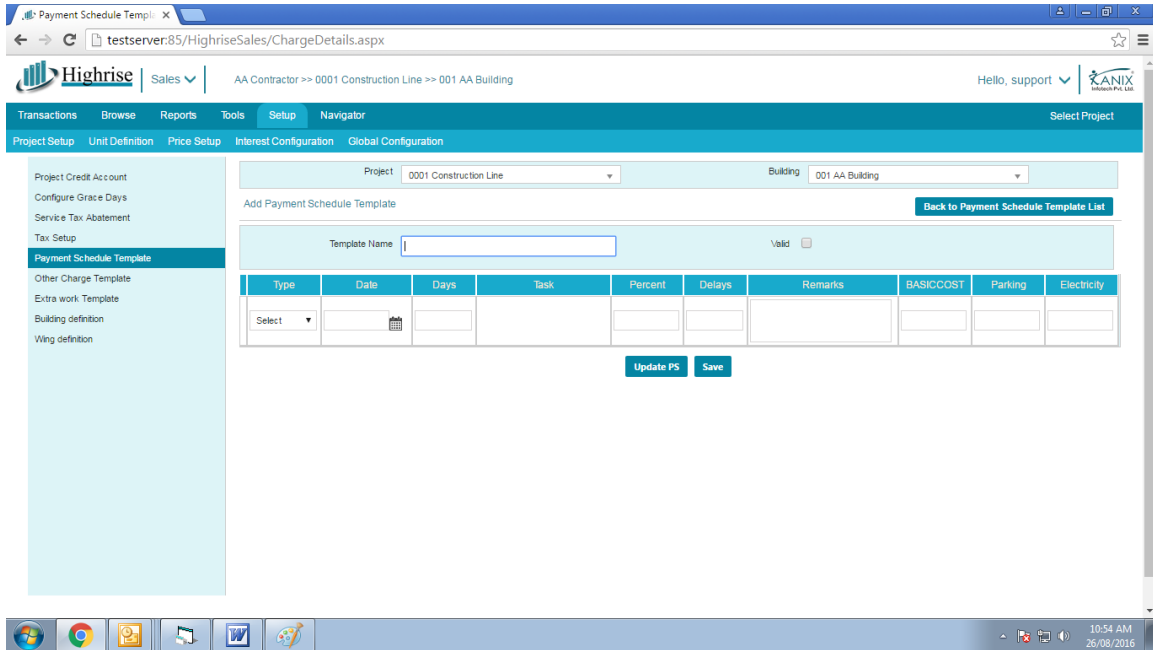 Payment Schedule Templa
testserver:85/HighriseSales/ChargeDetails.aspx
Highrise Sales AA Contractor >> 0001 Construction Line >> 001 AA Building Hello, support KANIX
Infotech Pvt. Ltd.
Transactions Browse Reports Tools Setup Navigator Select Project
Project Setup Unit Definition Price Setup Interest Configuration Global Configuration
Project Credit Account
Configure Grace Days
Service Tax Abatement
Tax Setup
Payment Schedule Template
Other Charge Template
Extra work Template
Building definition
Wing definition
Project 0001 Construction Line Building 001 AA Building
Add Payment Schedule Template Back to Payment Schedule Template List
Template Name Valid
Type Date Days Task Percent Delays Remarks BASICCOST Parking Electricity
Select
Update PS Save
10:54 AM
26/08/2016